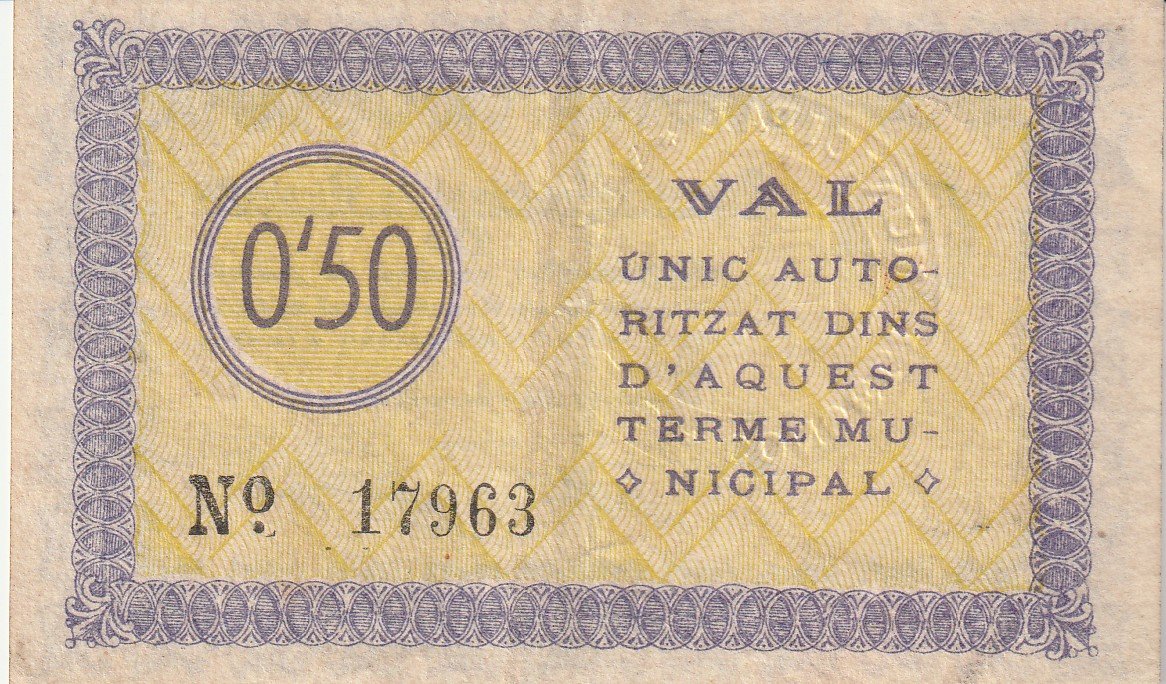 0'50
VAL
ÚNIC AUTO-
RITZAT DINS
D'AQUEST
TERME MU-
NICIPAL
Nº 17963